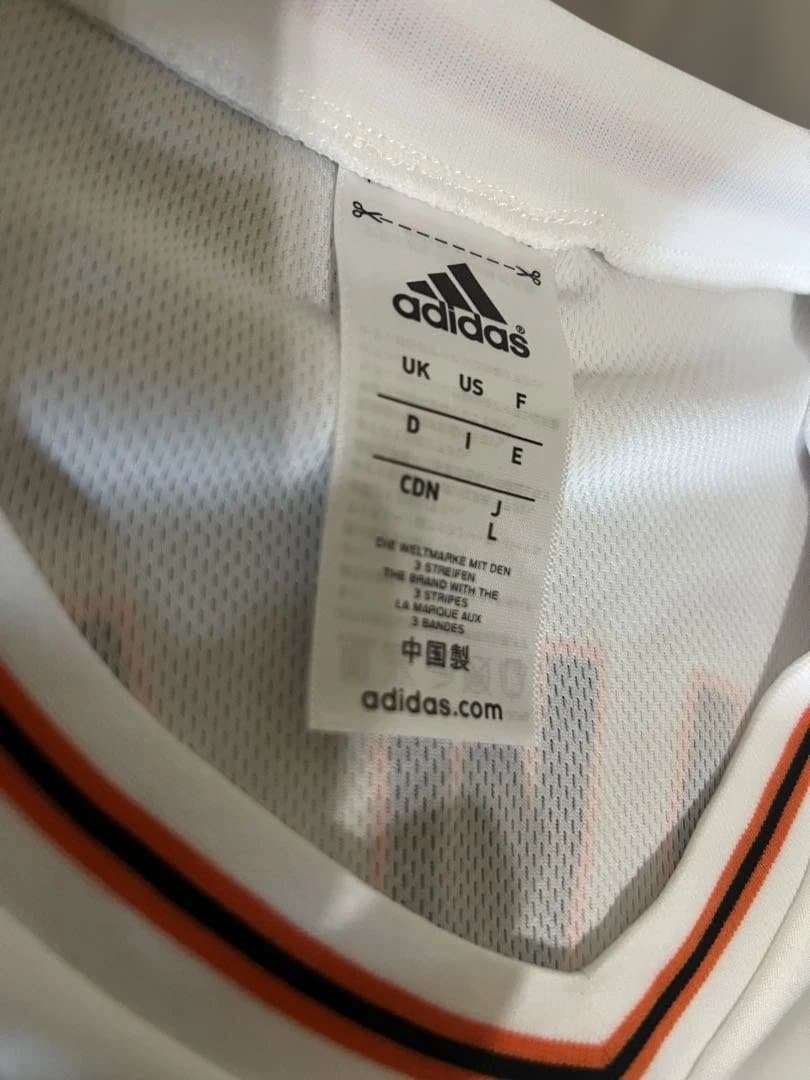 adidas®
UK US F
D I E
CDN J
L
DIE WELTMARKE MIT DEN
3 STREIFEN
THE BRAND WITH THE
3 STRIPES
LA MARQUE AUX
3 BANDES
中国製
adidas.com